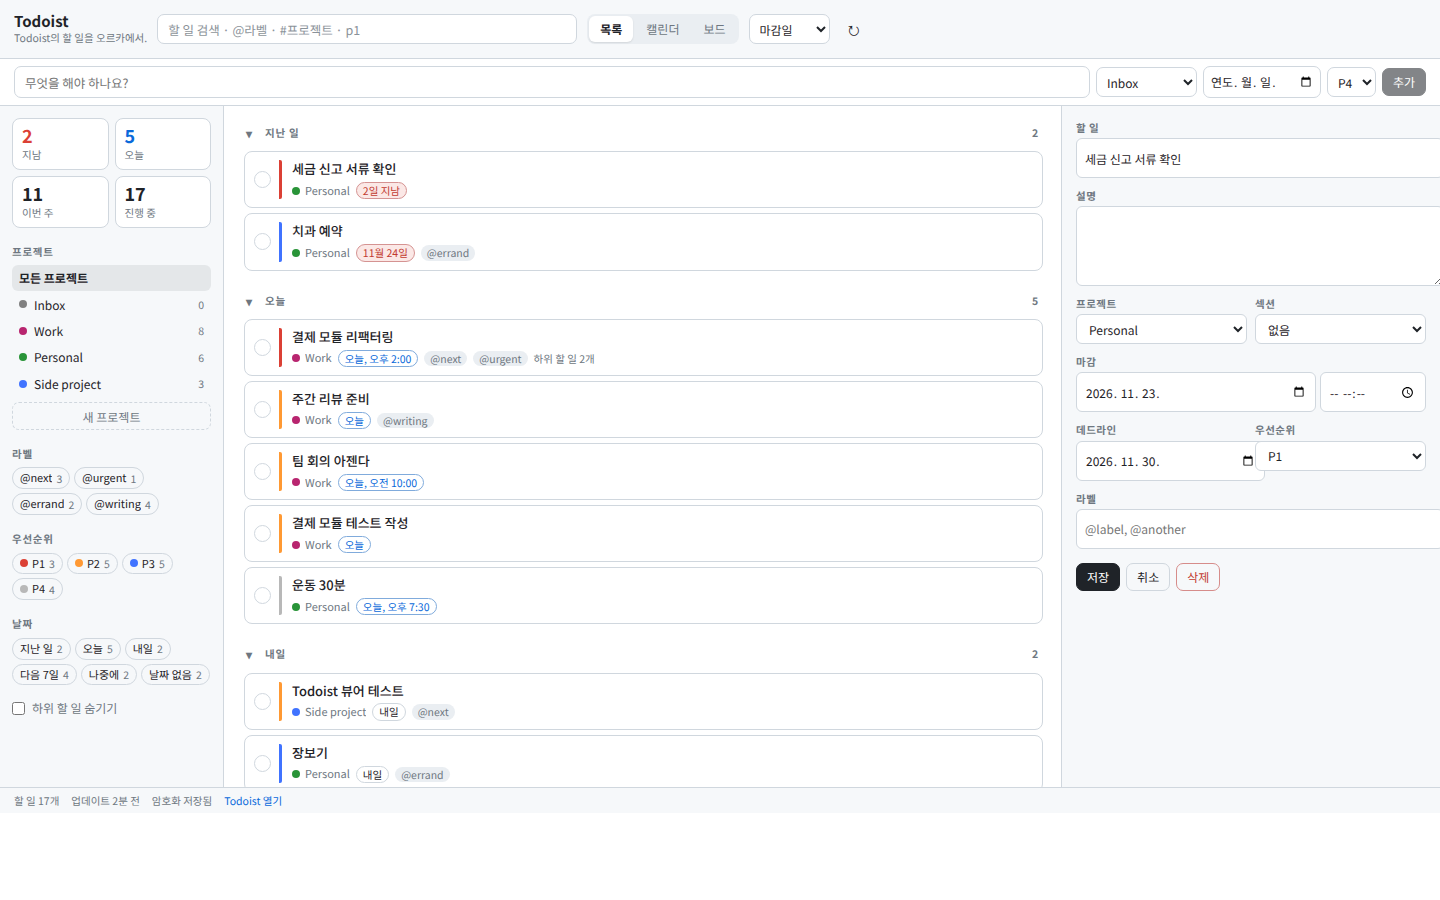 Todoist
Todoist의 할 일을 오르카에서.
할 일 검색 · @라벨 · #프로젝트 · p1
목록 캘린더 보드
마감일
무엇을 해야 하나요?
Inbox
연도. 월. 일.
P4
추가
2
지남
5
오늘
11
이번 주
17
진행 중
프로젝트
모든 프로젝트
Inbox 0
Work 8
Personal 6
Side project 3
새 프로젝트
라벨
@next 3 @urgent 1
@errand 2 @writing 4
우선순위
P1 3 P2 5 P3 5
P4 4
날짜
지난 일 2 오늘 5 내일 2
다음 7일 4 나중에 2 날짜 없음 2
하위 할 일 숨기기
지난 일 2
세금 신고 서류 확인
Personal 2일 지남
치과 예약
Personal 11월 24일 @errand
오늘 5
결제 모듈 리팩터링
Work 오늘, 오후 2:00 @next @urgent 하위 할 일 2개
주간 리뷰 준비
Work 오늘 @writing
팀 회의 아젠다
Work 오늘, 오전 10:00
결제 모듈 테스트 작성
Work 오늘
운동 30분
Personal 오늘, 오후 7:30
내일 2
Todoist 뷰어 테스트
Side project 내일 @next
장보기
Personal 내일 @errand
할 일
세금 신고 서류 확인
설명
프로젝트 섹션
Personal 없음
마감
2026. 11. 23. -- --:--
데드라인 우선순위
2026. 11. 30. P1
라벨
@label, @another
저장 취소 삭제
할 일 17개 업데이트 2분 전 암호화 저장됨 Todoist 열기